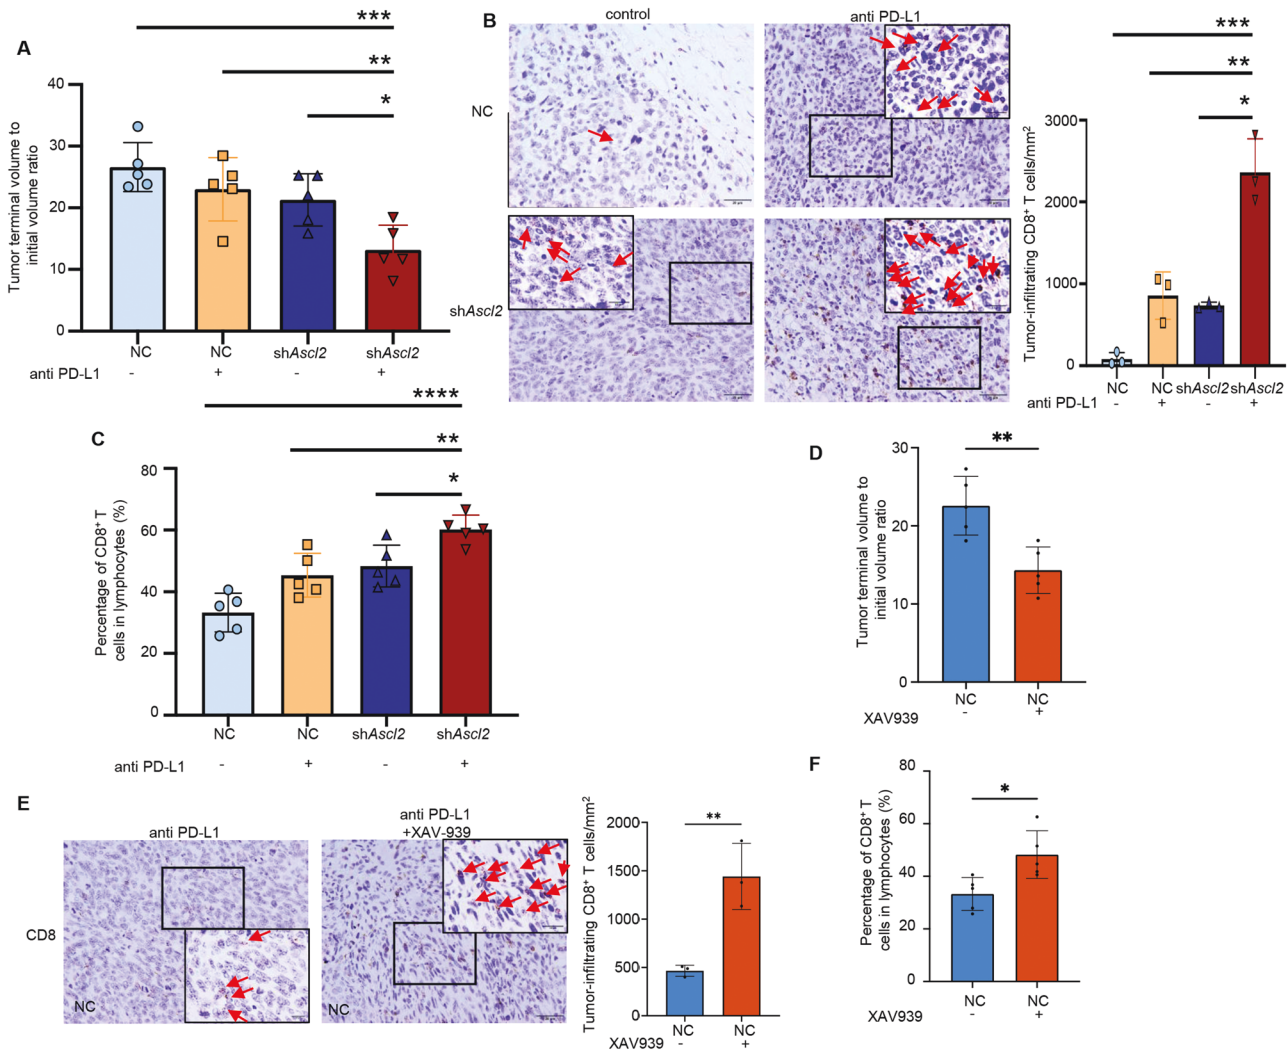 A
***
**
*
Tumor terminal volume to
initial volume ratio
40
30
20
10
0
NC
NC
shAscl2
shAscl2
anti PD-L1
-
+
-
+
B
control
anti PD-L1
NC
shAscl2
***
**
*
Tumor-infiltrating CD8+ T cells/mm²
3000
2000
1000
0
NC
NC
shAscl2
shAscl2
anti PD-L1
-
+
-
+
C
****
**
*
Percentage of CD8+ T
cells in lymphocytes (%)
80
60
40
20
0
NC
NC
shAscl2
shAscl2
anti PD-L1
-
+
-
+
D
**
Tumor terminal volume to
initial volume ratio
30
20
10
0
NC
NC
XAV939
-
+
E
anti PD-L1
anti PD-L1
+XAV-939
CD8
NC
NC
**
Tumor-infiltrating CD8+ T cells/mm²
2000
1500
1000
500
0
NC
NC
XAV939
-
+
F
*
Percentage of CD8+ T
cells in lymphocytes (%)
80
60
40
20
0
NC
NC
XAV939
-
+